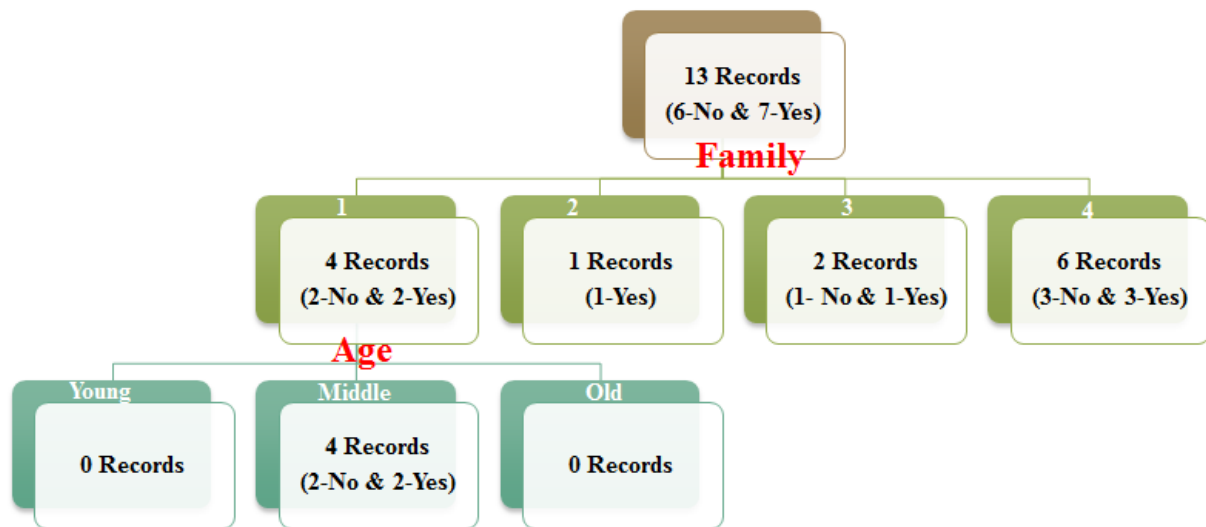 13 Records
(6-No & 7-Yes)
Family
1
4 Records
(2-No & 2-Yes)
2
1 Records
(1-Yes)
3
2 Records
(1- No & 1-Yes)
4
6 Records
(3-No & 3-Yes)
Age
Young
0 Records
Middle
4 Records
(2-No & 2-Yes)
Old
0 Records